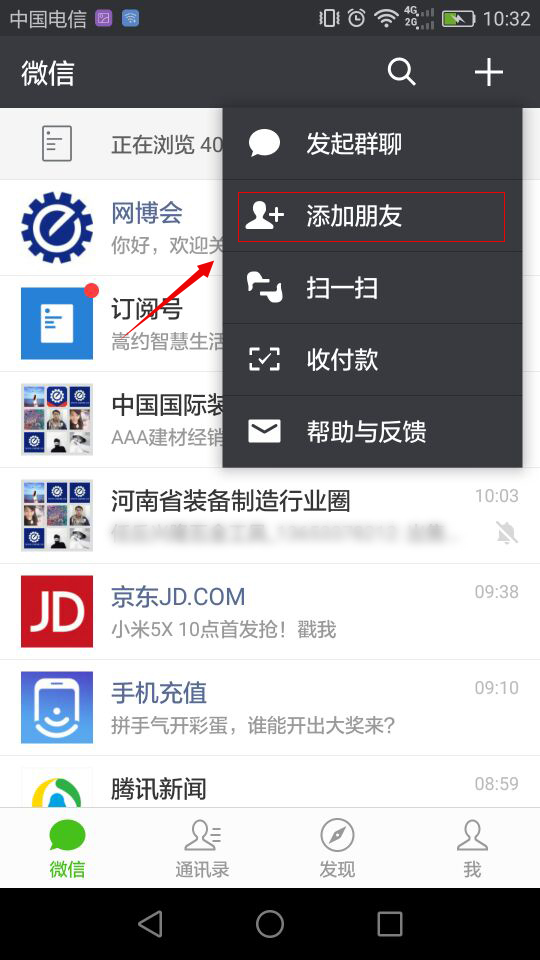 中国电信
4G
2G
10:32
微信
正在浏览 40
发起群聊
添加朋友
扫一扫
收付款
帮助与反馈
网博会
你好，欢迎关
订阅号
嵩约智慧生活
中国国际装
AAA建材经销
河南省装备制造行业圈
10:03
JD
京东JD.COM
09:38
小米5X 10点首发抢！戳我
手机充值
09:10
拼手气开彩蛋，谁能开出大奖来？
腾讯新闻
08:59
微信
通讯录
发现
我